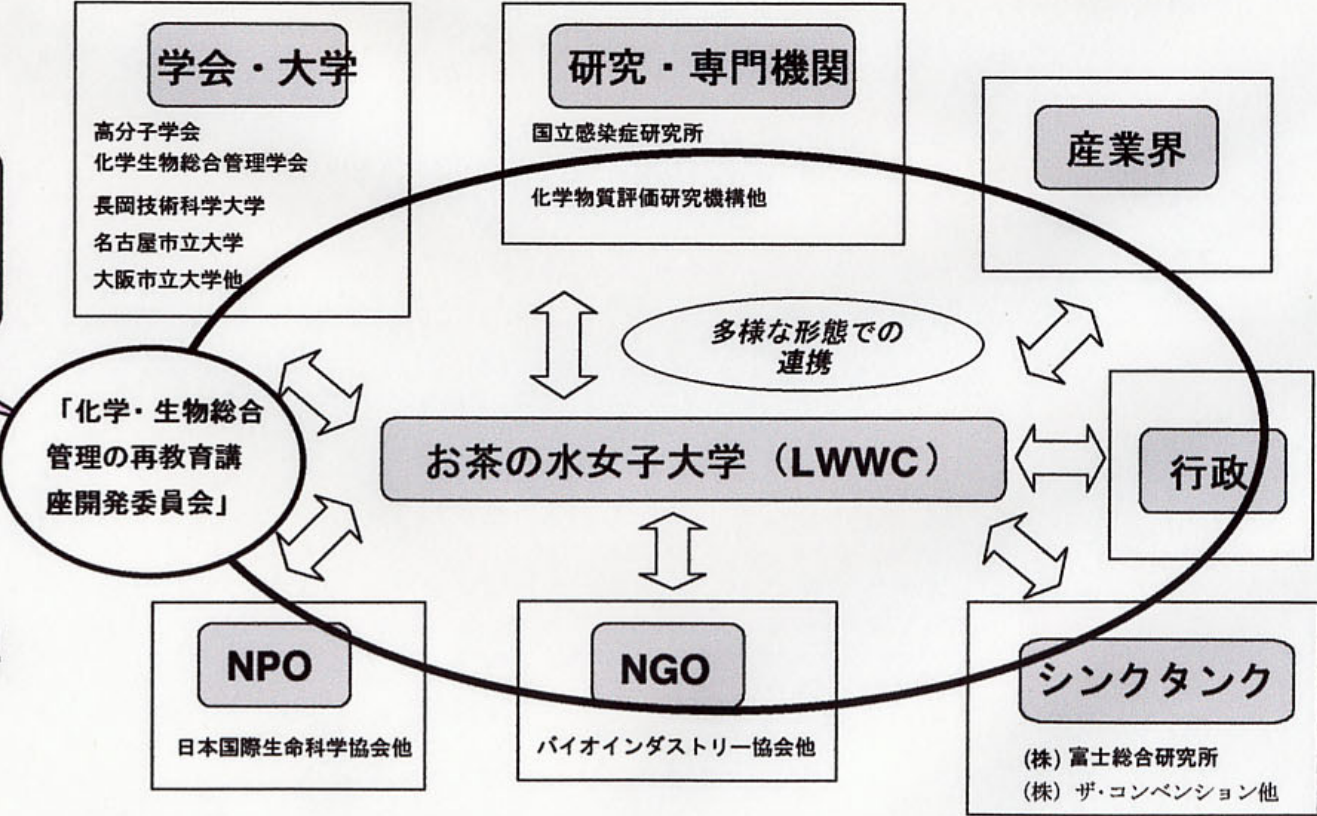 学会・大学
高分子学会
化学生物総合管理学会
長岡技術科学大学
名古屋市立大学
大阪市立大学他
研究・専門機関
国立感染症研究所
化学物質評価研究機構他
産業界
多様な形態での
連携
「化学・生物総合
管理の再教育講
座開発委員会」
お茶の水女子大学（LWWC）
行政
NPO
日本国際生命科学協会他
NGO
バイオインダストリー協会他
シンクタンク
(株) 富士総合研究所
(株) ザ・コンベンション他